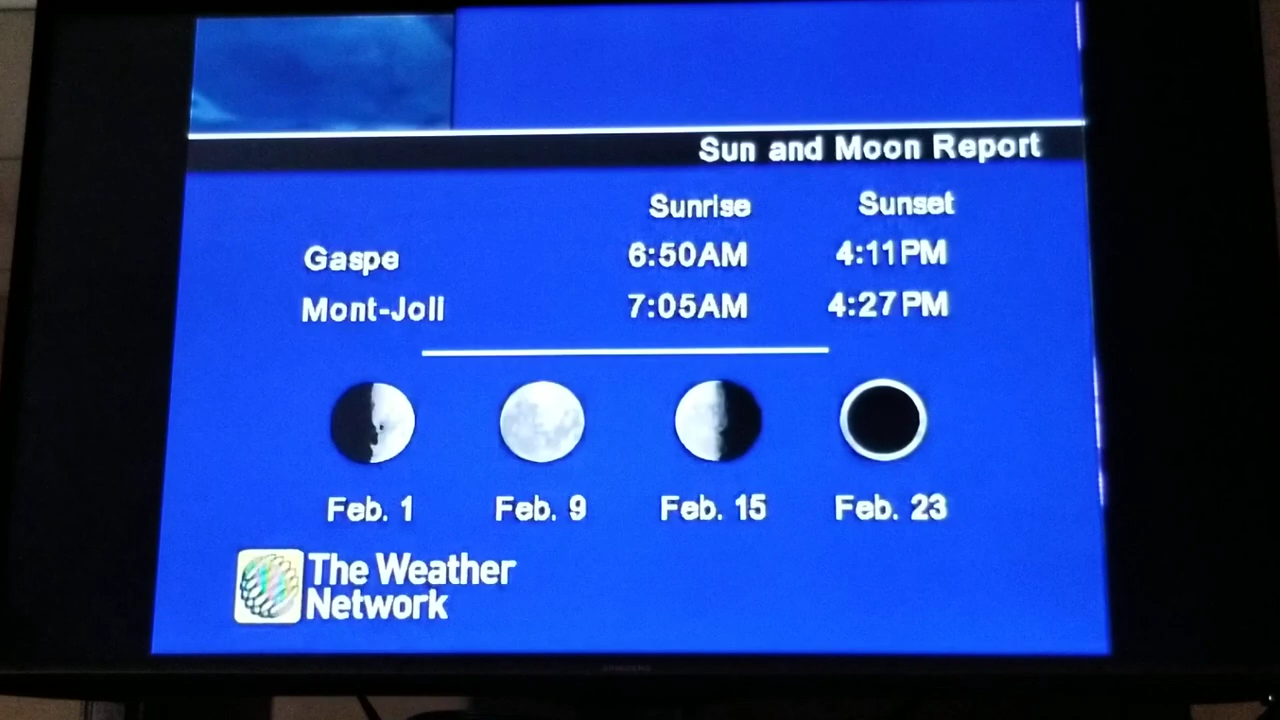 Sun and Moon Report
Sunrise Sunset
Gaspe 6:50AM 4:11PM
Mont-Joli 7:05AM 4:27PM
Feb. 1 Feb. 9 Feb. 15 Feb. 23
The Weather
Network